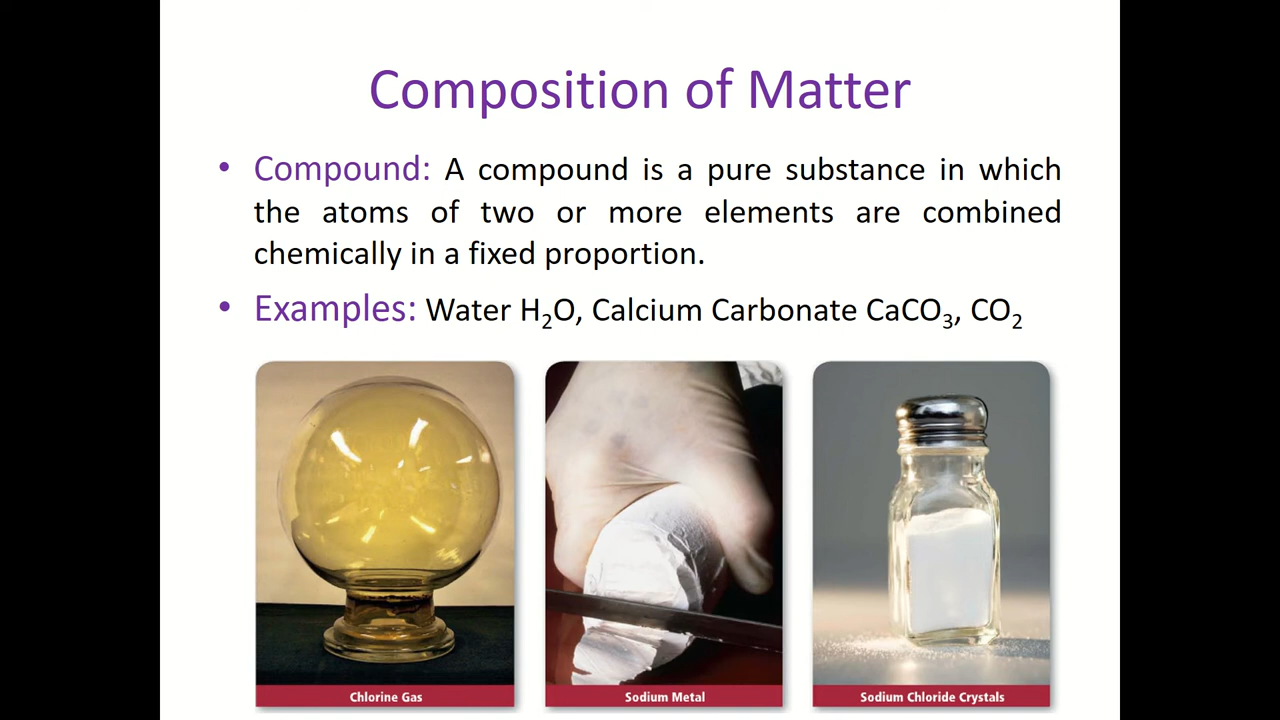 Composition of Matter
• Compound: A compound is a pure substance in which
the atoms of two or more elements are combined
chemically in a fixed proportion.
• Examples: Water H₂O, Calcium Carbonate CaCO₃, CO₂
Chlorine Gas
Sodium Metal
Sodium Chloride Crystals